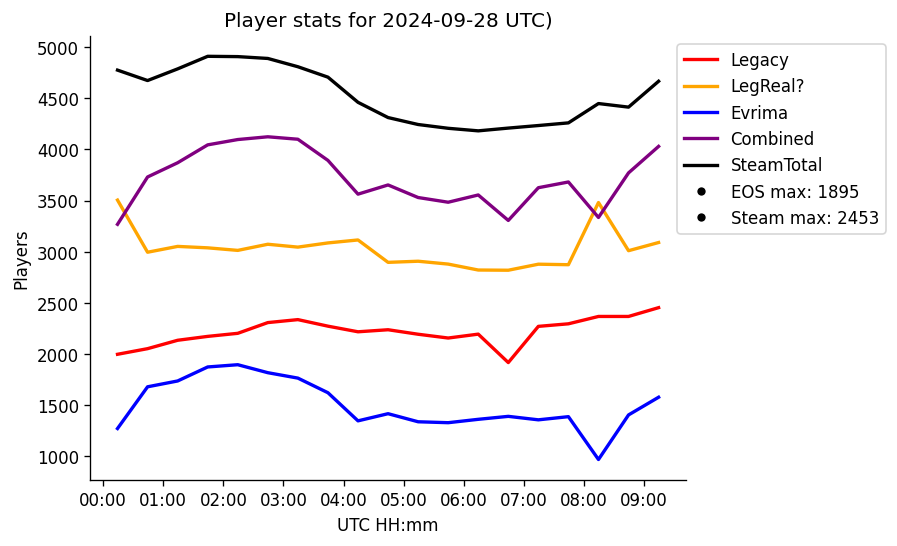 Player stats for 2024-09-28 UTC)
Players
5000
4500
4000
3500
3000
2500
2000
1500
1000
00:00 01:00 02:00 03:00 04:00 05:00 06:00 07:00 08:00 09:00
UTC HH:mm
Legacy
LegReal?
Evrima
Combined
SteamTotal
EOS max: 1895
Steam max: 2453